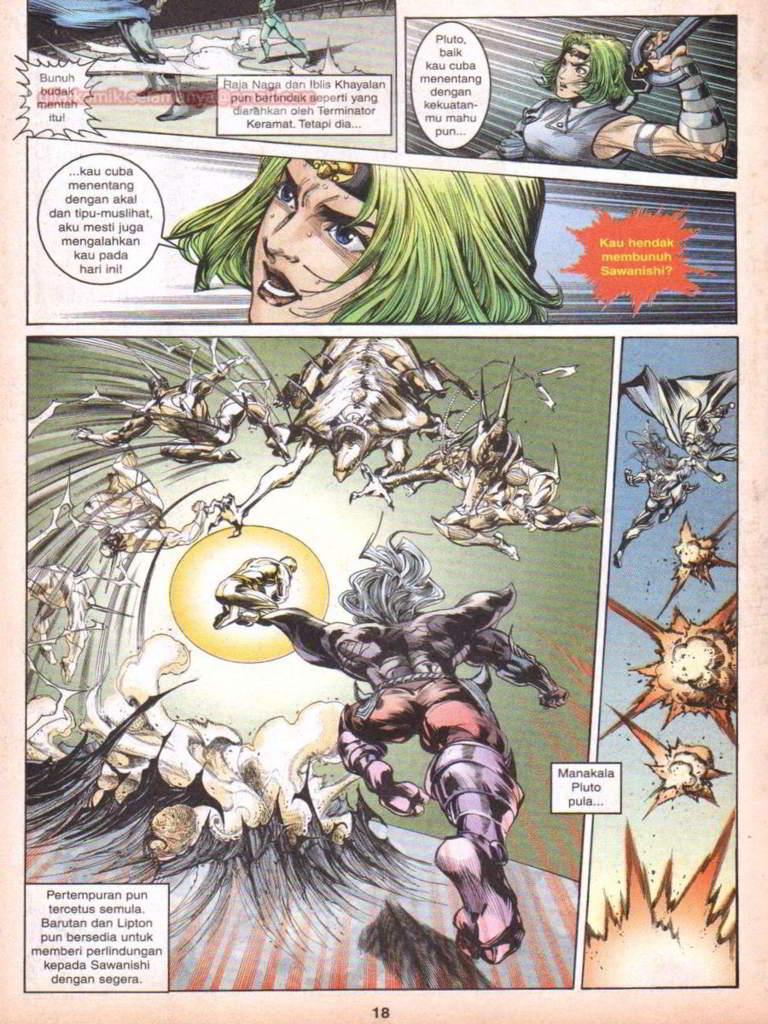 Bunuh
budak
mentah
itu!
Raja Naga dan Iblis Khayalan
pun bertindak seperti yang
diarahkan oleh Terminator
Keramat. Tetapi dia...
Pluto,
baik
kau cuba
menentang
dengan
kekuatan-
mu mahu
pun...
...kau cuba
menentang
dengan akal
dan tipu-muslihat,
aku mesti juga
mengalahkan
kau pada
hari ini!
Kau hendak
membunuh
Sawanishi?
Manakala
Pluto
pula...
Pertempuran pun
tercetus semula.
Barutan dan Lipton
pun bersedia untuk
memberi perlindungan
kepada Sawanishi
dengan segera.
18